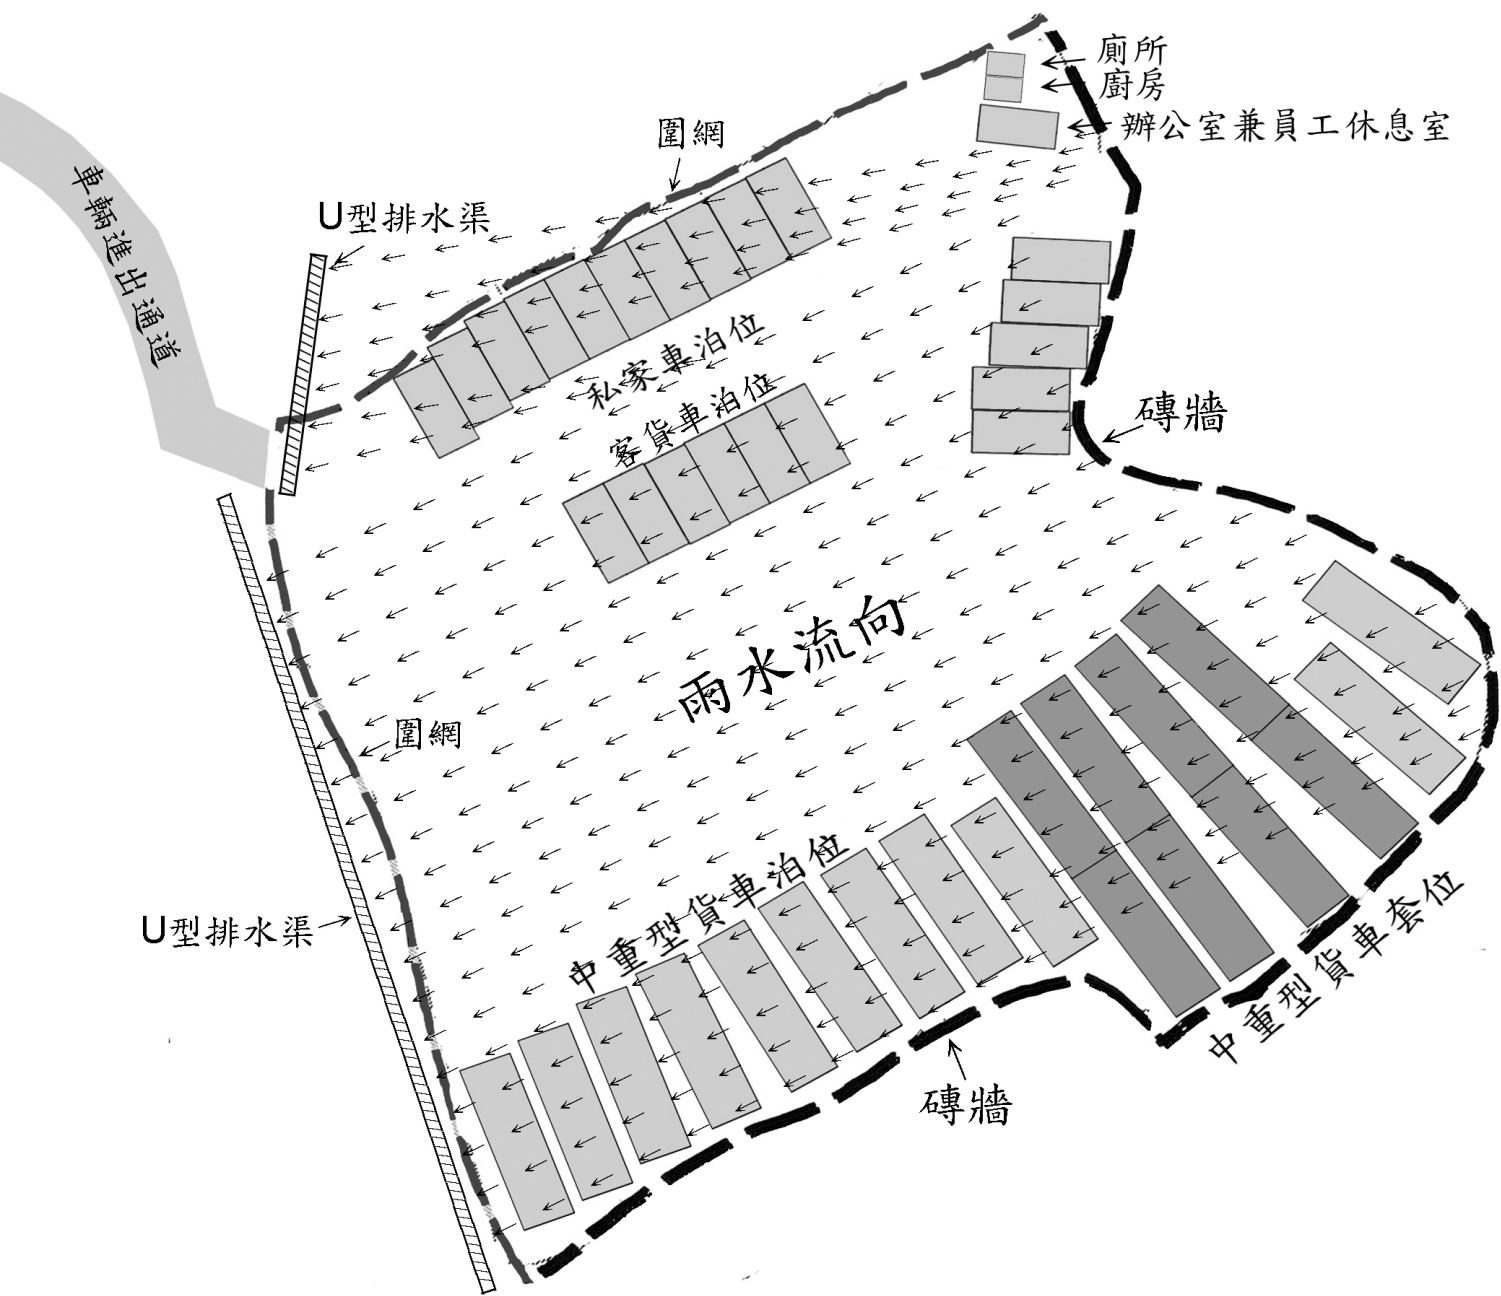 廁所
廚房
辦公室兼員工休息室
圍網
車輛進出通道
U型排水渠
私家車泊位
客貨車泊位
磚牆
雨水流向
圍網
中重型貨車泊位
U型排水渠
中重型貨車套位
磚牆